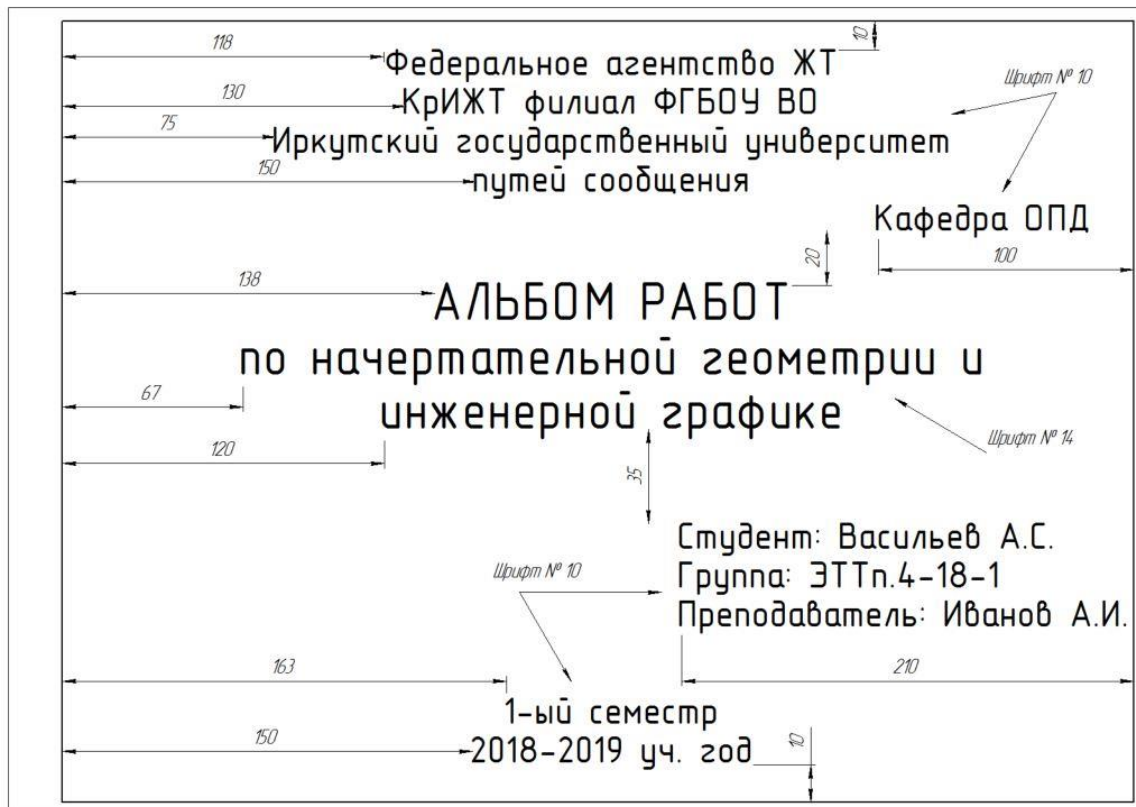 118
10
Федеральное агентство ЖТ
Шрифт № 10
130
КрИЖТ филиал ФГБОУ ВО
75
Иркутский государственный университет
150
путей сообщения
Кафедра ОПД
20
100
138
АЛЬБОМ РАБОТ
по начертательной геометрии и
67
инженерной графике
Шрифт № 14
120
35
Студент: Васильев А.С.
Шрифт № 10
Группа: ЭТТп.4-18-1
Преподаватель: Иванов А.И.
163
210
1-ый семестр
150
2018-2019 уч. год
10